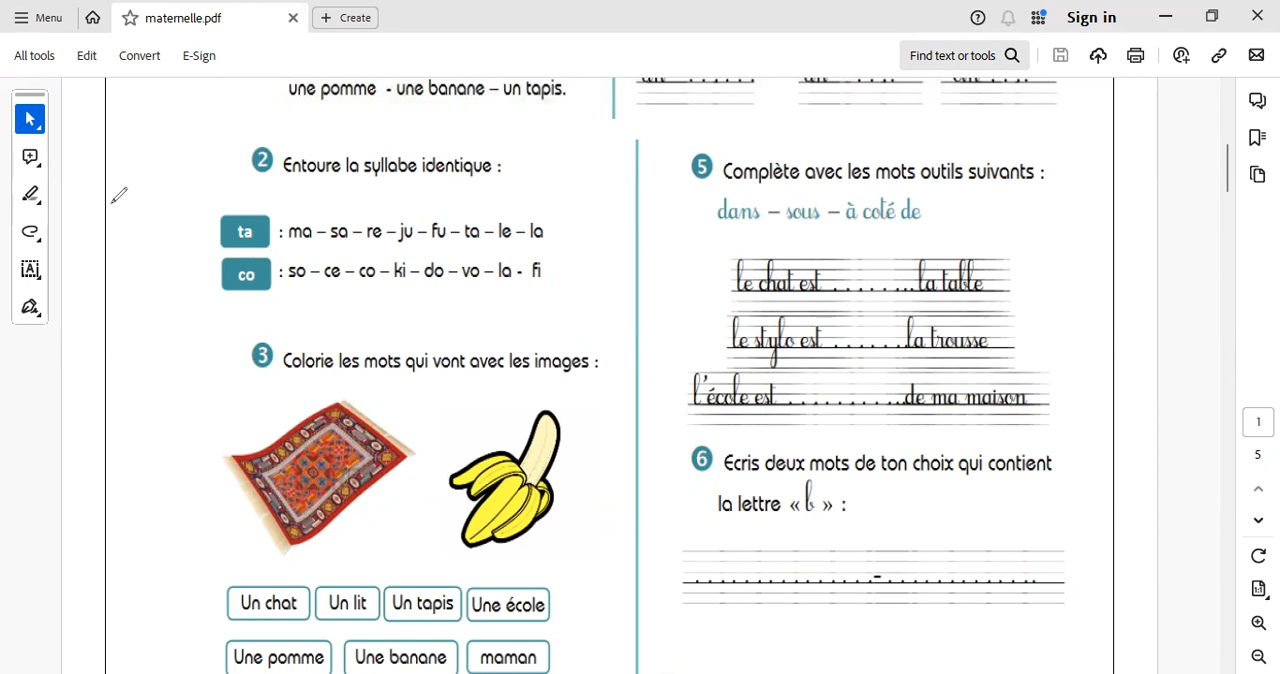 Menu
maternelle.pdf
Create
Sign in
All tools
Edit
Convert
E-Sign
Find text or tools
une pomme - une banane – un tapis.
2 Entoure la syllabe identique :
ta : ma – sa – re – ju – fu – ta – le – la
co : so – ce – co – ki – do – vo – la - fi
3 Colorie les mots qui vont avec les images :
Un chat
Un lit
Un tapis
Une école
Une pomme
Une banane
maman
5 Complète avec les mots outils suivants :
dans – sous – à coté de
le chat est . . . . . . . . la table
le stylo est . . . . . . la trousse
l'école est . . . . . . . . . . de ma maison
6 Ecris deux mots de ton choix qui contient
la lettre « b » :
. . . . . . . . . . . . . . . . - . . . . . . . . . . . . . .
1
5